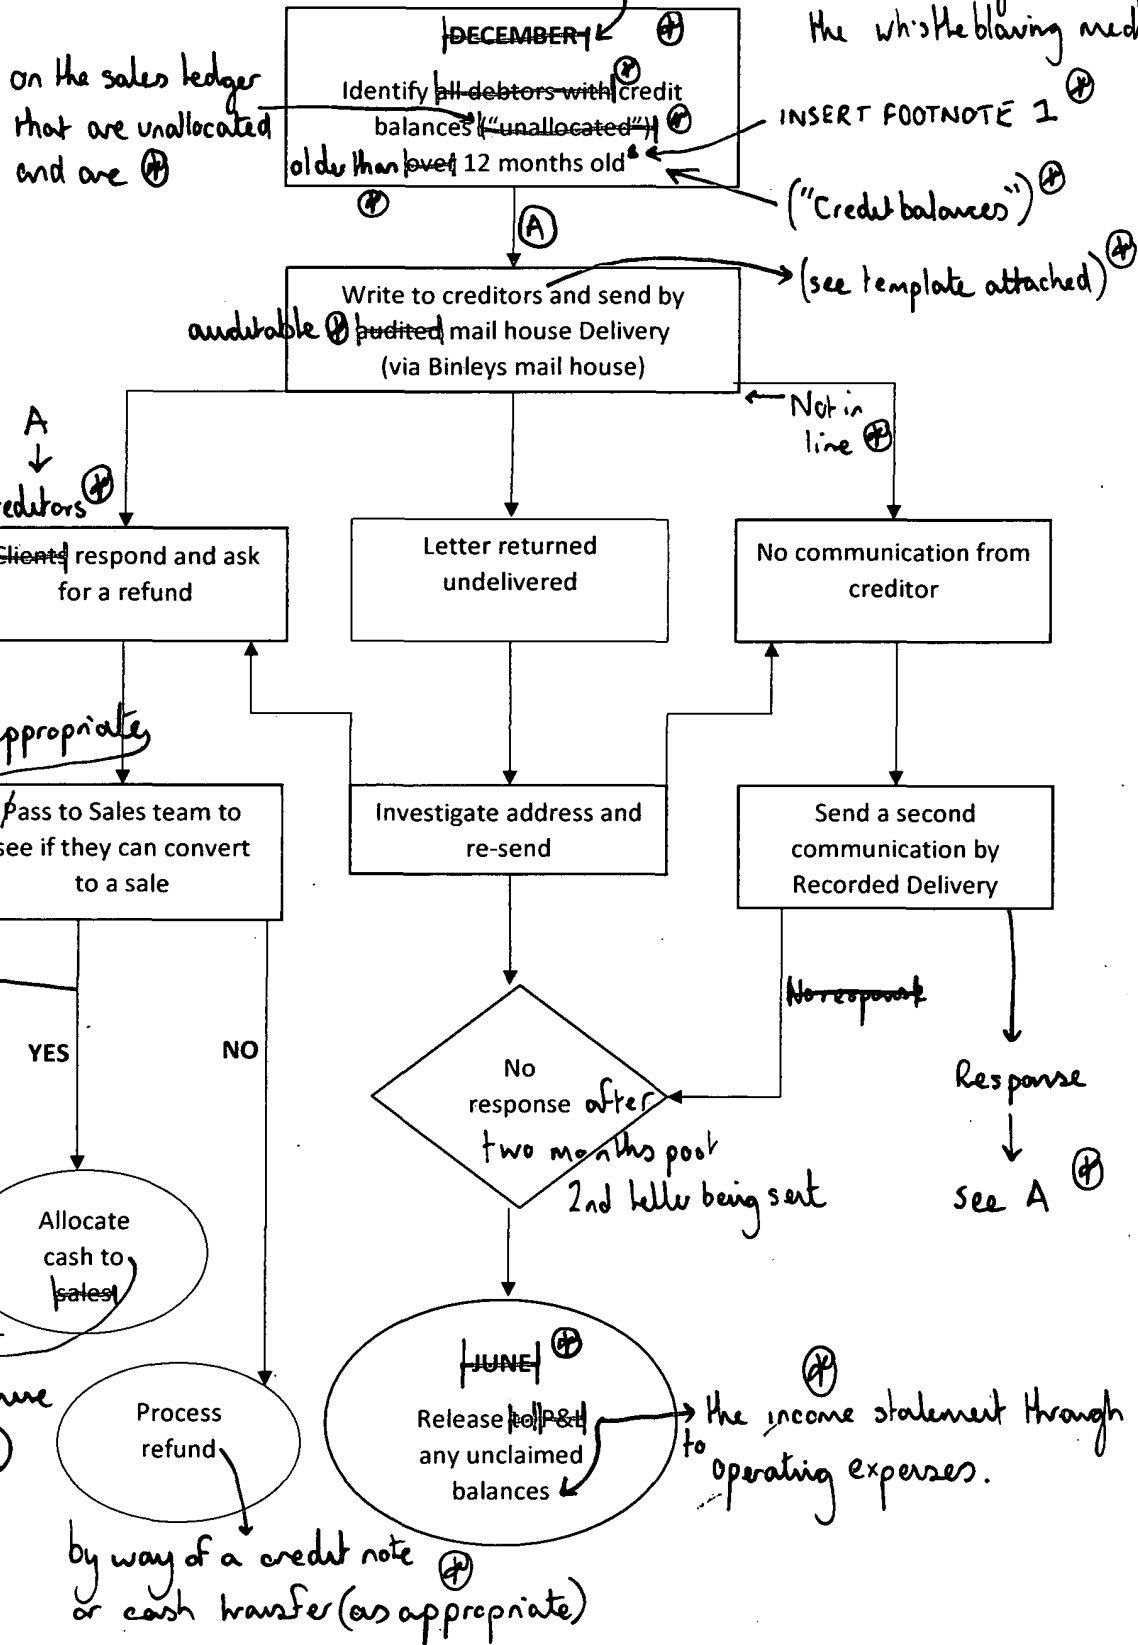 the whistleblowing med
DECEMBER
on the sales ledger
that are unallocated
and are
Identify all debtors with credit
balances ("unallocated")
older than over 12 months old
INSERT FOOTNOTE 1
("Credit balances")
A
(see template attached)
Write to creditors and send by
auditable audited mail house Delivery
(via Binleys mail house)
Not in
line
A
reditors
Clients respond and ask
for a refund
Letter returned
undelivered
No communication from
creditor
ppropriate
Pass to Sales team to
see if they can convert
to a sale
Investigate address and
re-send
Send a second
communication by
Recorded Delivery
No response
YES
NO
No
response after
two months post
2nd letter being sent
Response
see A
Allocate
cash to
sales
JUNE
Release to P&L
any unclaimed
balances
to the income statement through
operating expenses.
Process
refund
by way of a credit note
or cash transfer (as appropriate)